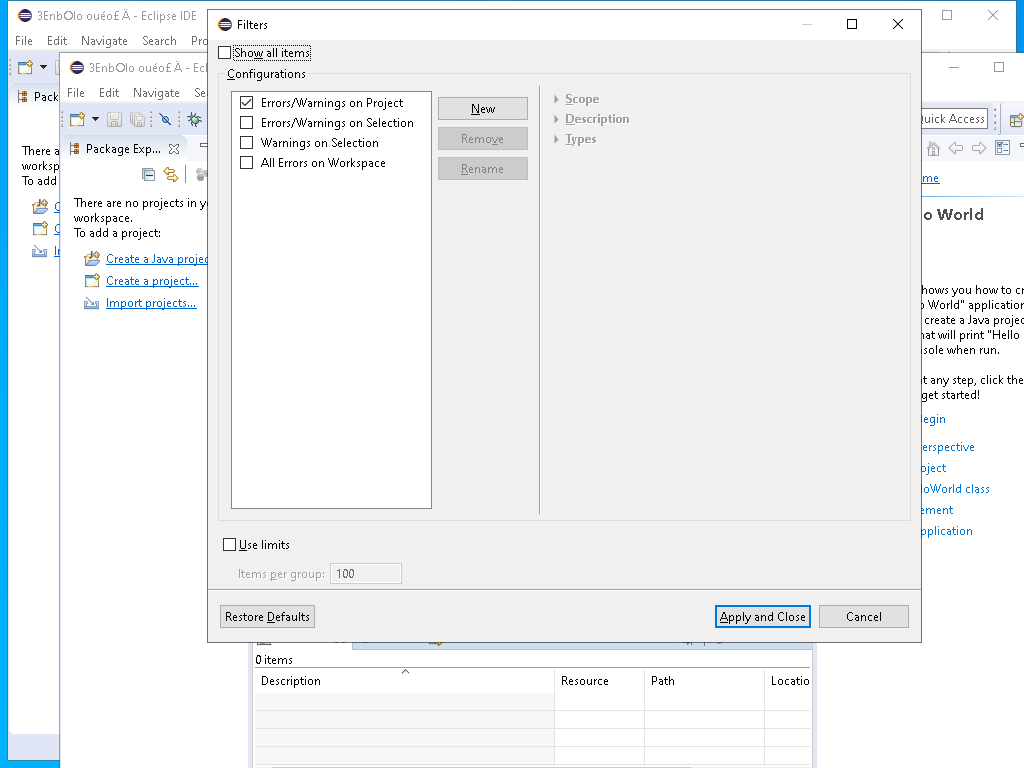 3EnbOlo ouéo£Ä - Eclipse IDE
File Edit Navigate Search
Pack
There a
worksp
To add
3EnbOlo ouéo£Ä - Ecl
File Edit Navigate
Package Exp...
There are no projects in
workspace.
To add a project:
Create a Java projec
Create a project...
Import projects...
Filters
Show all items
Configurations
Errors/Warnings on Project
Errors/Warnings on Selection
Warnings on Selection
All Errors on Workspace
New
Remove
Rename
Scope
Description
Types
Use limits
Items per group: 100
Restore Defaults
Apply and Close
Cancel
uick Access
me
o World
hows you how to cr
World" application
create a Java projec
hat will print "Hello
sole when run.
t any step, click the
get started!
egin
erspective
oject
loWorld class
ement
pplication
0 items
Description Resource Path Locatio